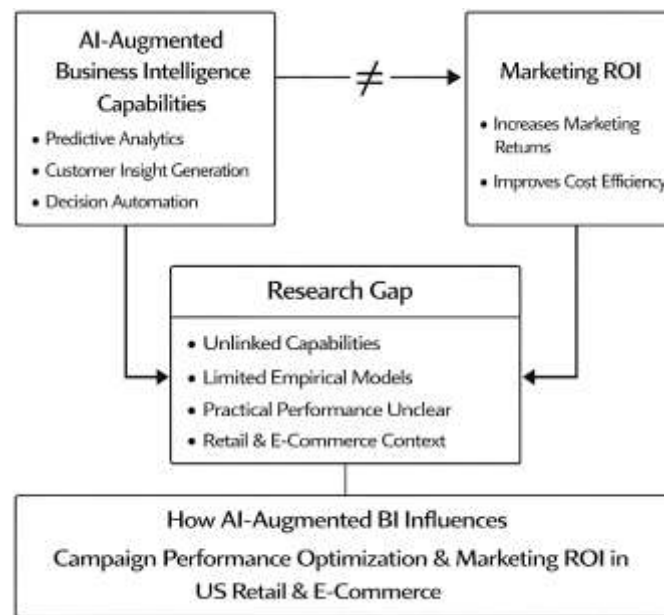 AI-Augmented
Business Intelligence
Capabilities
• Predictive Analytics
• Customer Insight Generation
• Decision Automation
≠
Marketing ROI
• Increases Marketing
Returns
• Improves Cost Efficiency
Research Gap
• Unlinked Capabilities
• Limited Empirical Models
• Practical Performance Unclear
• Retail & E-Commerce Context
How AI-Augmented BI Influences
Campaign Performance Optimization & Marketing ROI in
US Retail & E-Commerce